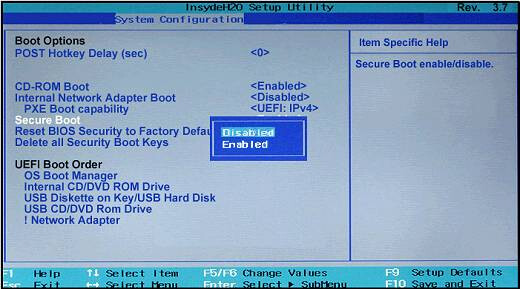 InsydeH20 Setup Utility Rev. 3.7
System Configuration
Boot Options
POST Hotkey Delay (sec) <0>
Item Specific Help
Secure Boot enable/disable.
CD-ROM Boot <Enabled>
Internal Network Adapter Boot <Disabled>
PXE Boot capability <UEFI: IPv4>
Secure Boot
Reset BIOS Security to Factory Defau
Delete all Security Boot Keys
Disabled
Enabled
UEFI Boot Order
OS Boot Manager
Internal CD/DVD ROM Drive
USB Diskette on Key/USB Hard Disk
USB CD/DVD Rom Drive
! Network Adapter
F1 Help ↑↓ Select Item F5/F6 Change Values F9 Setup Defaults
Esc Exit ↔ Select Menu Enter Select ▶ SubMenu F10 Save and Exit